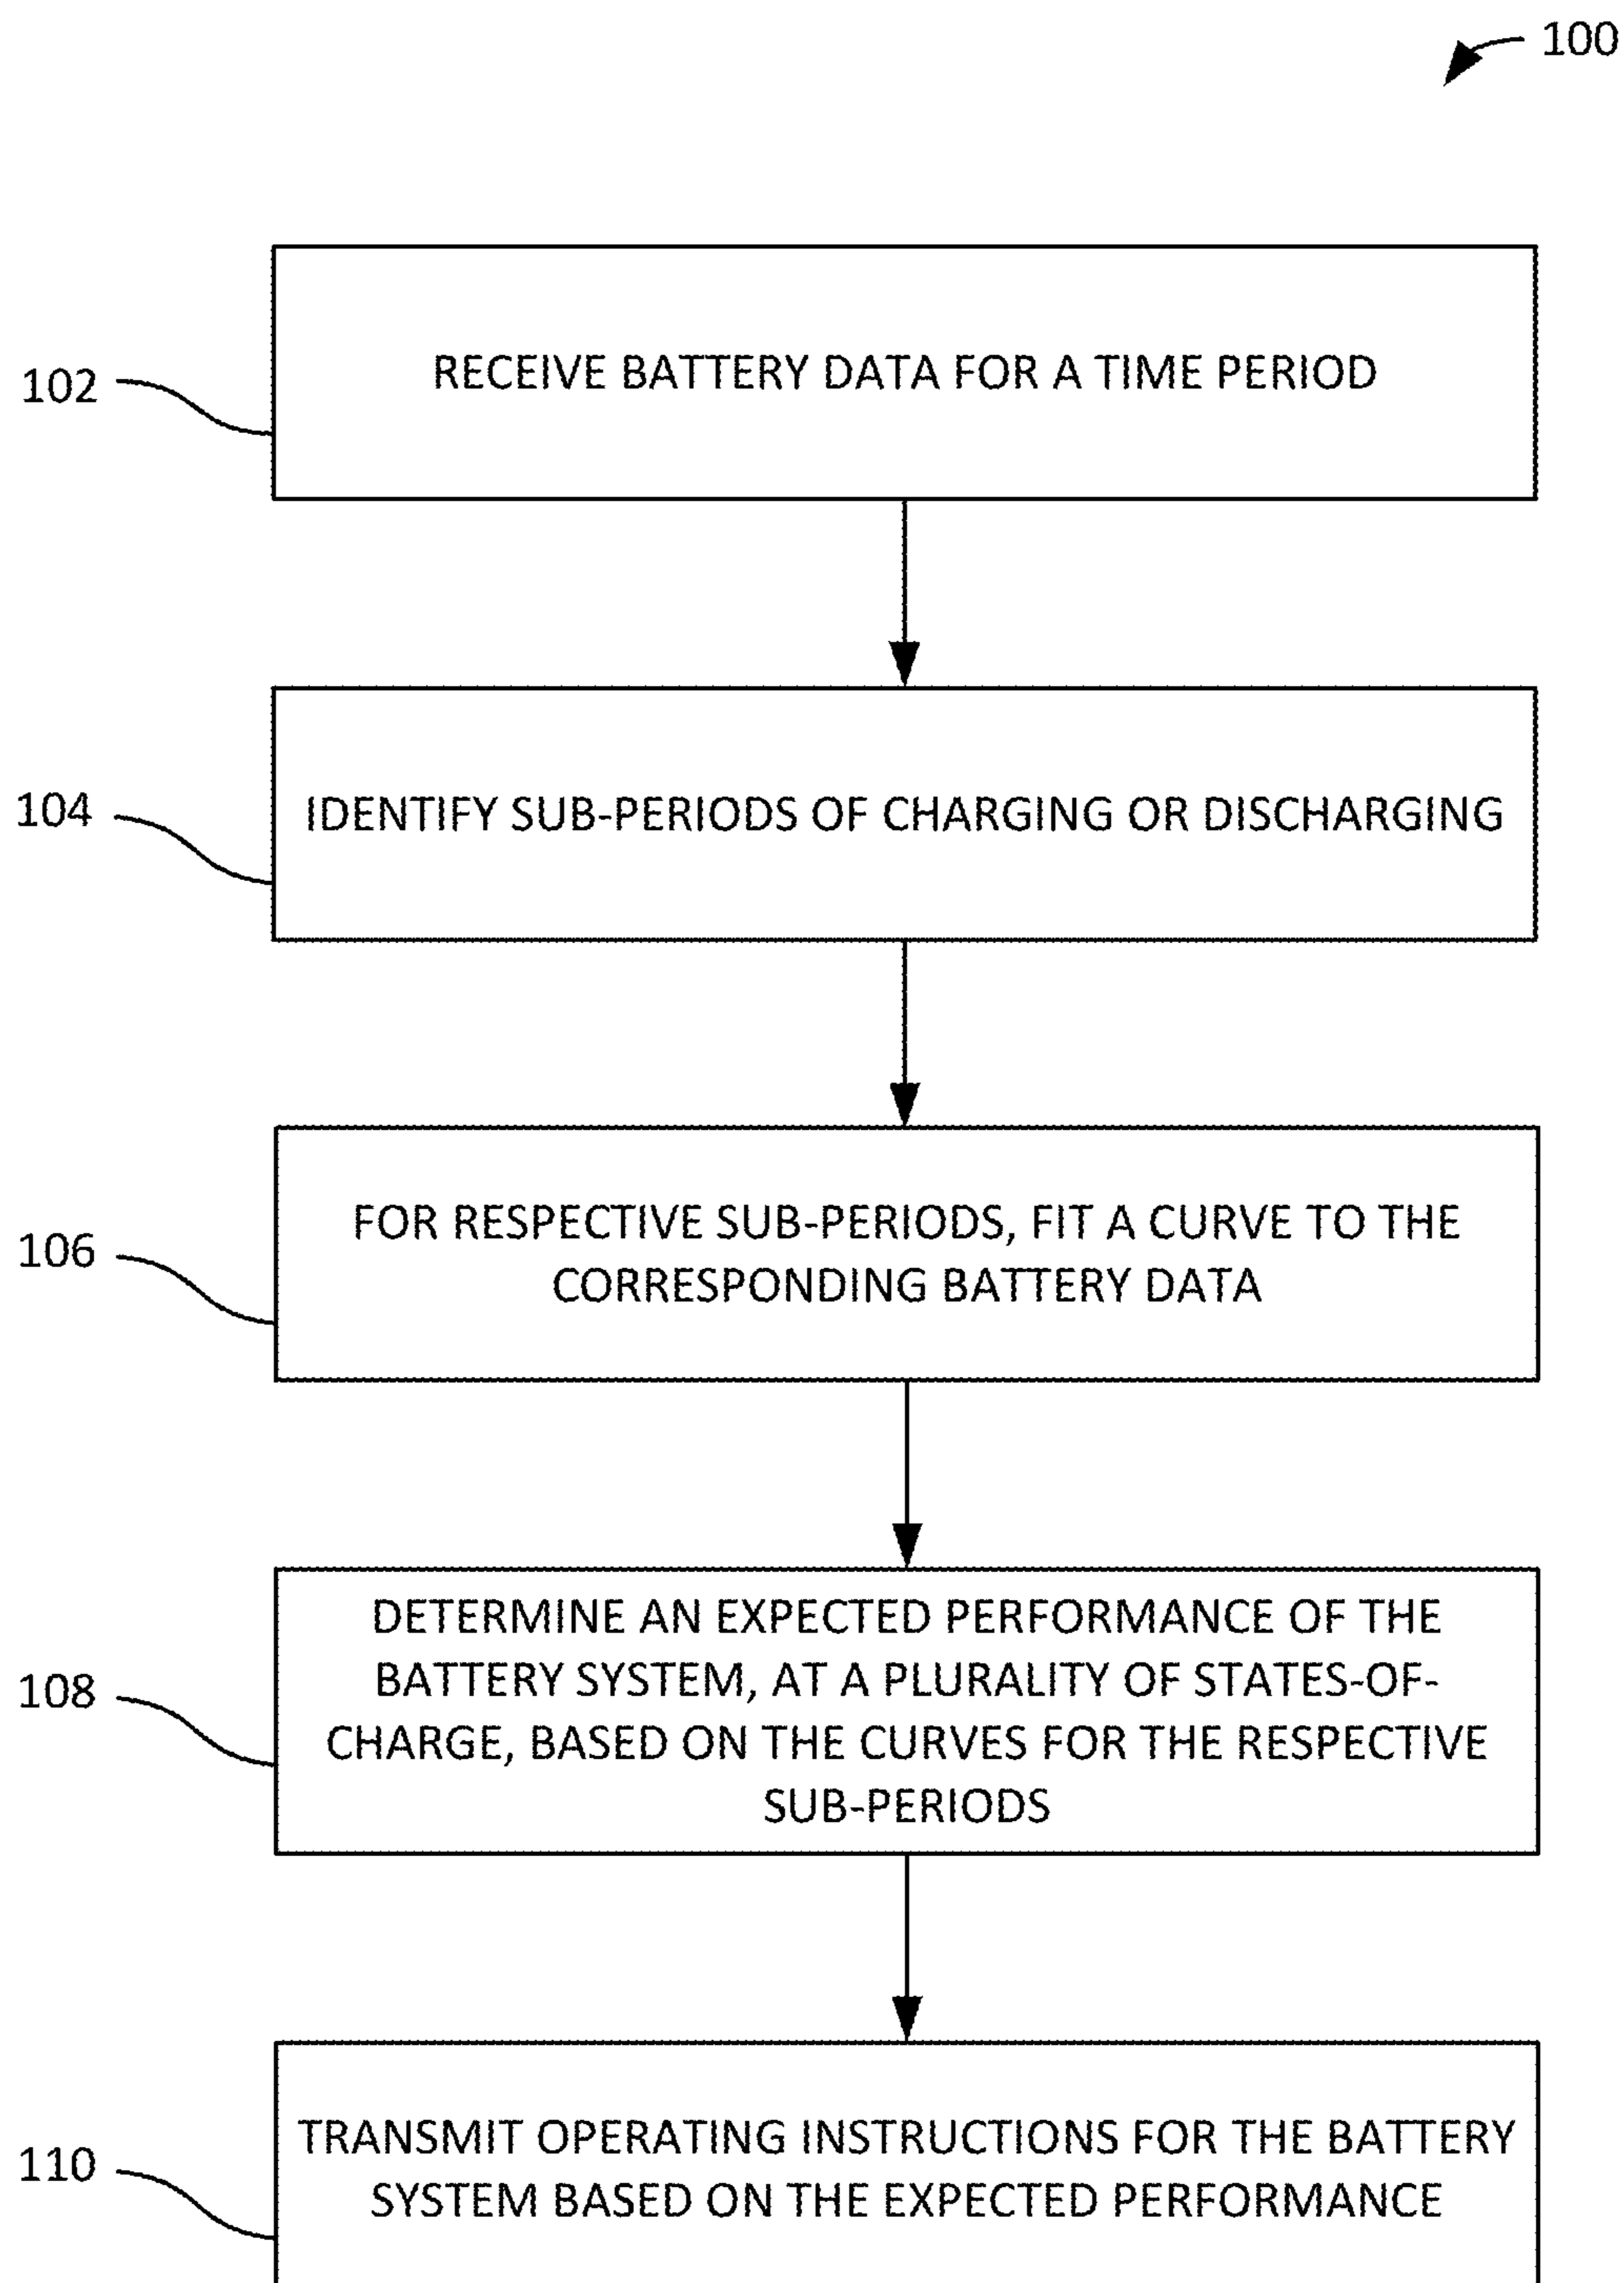 100
102
RECEIVE BATTERY DATA FOR A TIME PERIOD
104
IDENTIFY SUB-PERIODS OF CHARGING OR DISCHARGING
106
FOR RESPECTIVE SUB-PERIODS, FIT A CURVE TO THE
CORRESPONDING BATTERY DATA
108
DETERMINE AN EXPECTED PERFORMANCE OF THE
BATTERY SYSTEM, AT A PLURALITY OF STATES-OF-
CHARGE, BASED ON THE CURVES FOR THE RESPECTIVE
SUB-PERIODS
110
TRANSMIT OPERATING INSTRUCTIONS FOR THE BATTERY
SYSTEM BASED ON THE EXPECTED PERFORMANCE